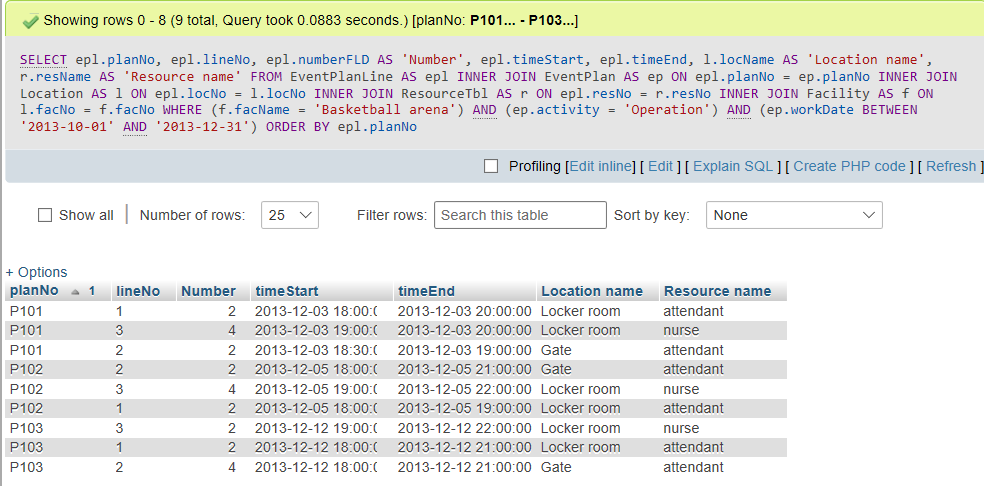 Showing rows 0 - 8 (9 total, Query took 0.0883 seconds.) [planNo: P101... - P103...]
SELECT epl.planNo, epl.lineNo, epl.numberFLD AS 'Number', epl.timeStart, epl.timeEnd, l.locName AS 'Location name',
r.resName AS 'Resource name' FROM EventPlanLine AS epl INNER JOIN EventPlan AS ep ON epl.planNo = ep.planNo INNER JOIN
Location AS l ON epl.locNo = l.locNo INNER JOIN ResourceTbl AS r ON epl.resNo = r.resNo INNER JOIN Facility AS f ON
l.facNo = f.facNo WHERE (f.facName = 'Basketball arena') AND (ep.activity = 'Operation') AND (ep.workDate BETWEEN
'2013-10-01' AND '2013-12-31') ORDER BY epl.planNo
Profiling [Edit inline] [ Edit ] [ Explain SQL ] [ Create PHP code ] [ Refresh ]
Show all | Number of rows: 25 Filter rows: Search this table Sort by key: None
+ Options
planNo 1 lineNo Number timeStart timeEnd Location name Resource name
P101 1 2 2013-12-03 18:00:0 2013-12-03 20:00:00 Locker room attendant
P101 3 4 2013-12-03 19:00:0 2013-12-03 20:00:00 Locker room nurse
P101 2 2 2013-12-03 18:30:0 2013-12-03 19:00:00 Gate attendant
P102 2 2 2013-12-05 18:00:0 2013-12-05 21:00:00 Gate attendant
P102 3 4 2013-12-05 19:00:0 2013-12-05 22:00:00 Locker room nurse
P102 1 2 2013-12-05 18:00:0 2013-12-05 19:00:00 Locker room attendant
P103 3 2 2013-12-12 19:00:0 2013-12-12 22:00:00 Locker room nurse
P103 1 2 2013-12-12 18:00:0 2013-12-12 21:00:00 Locker room attendant
P103 2 4 2013-12-12 18:00:0 2013-12-12 21:00:00 Gate attendant